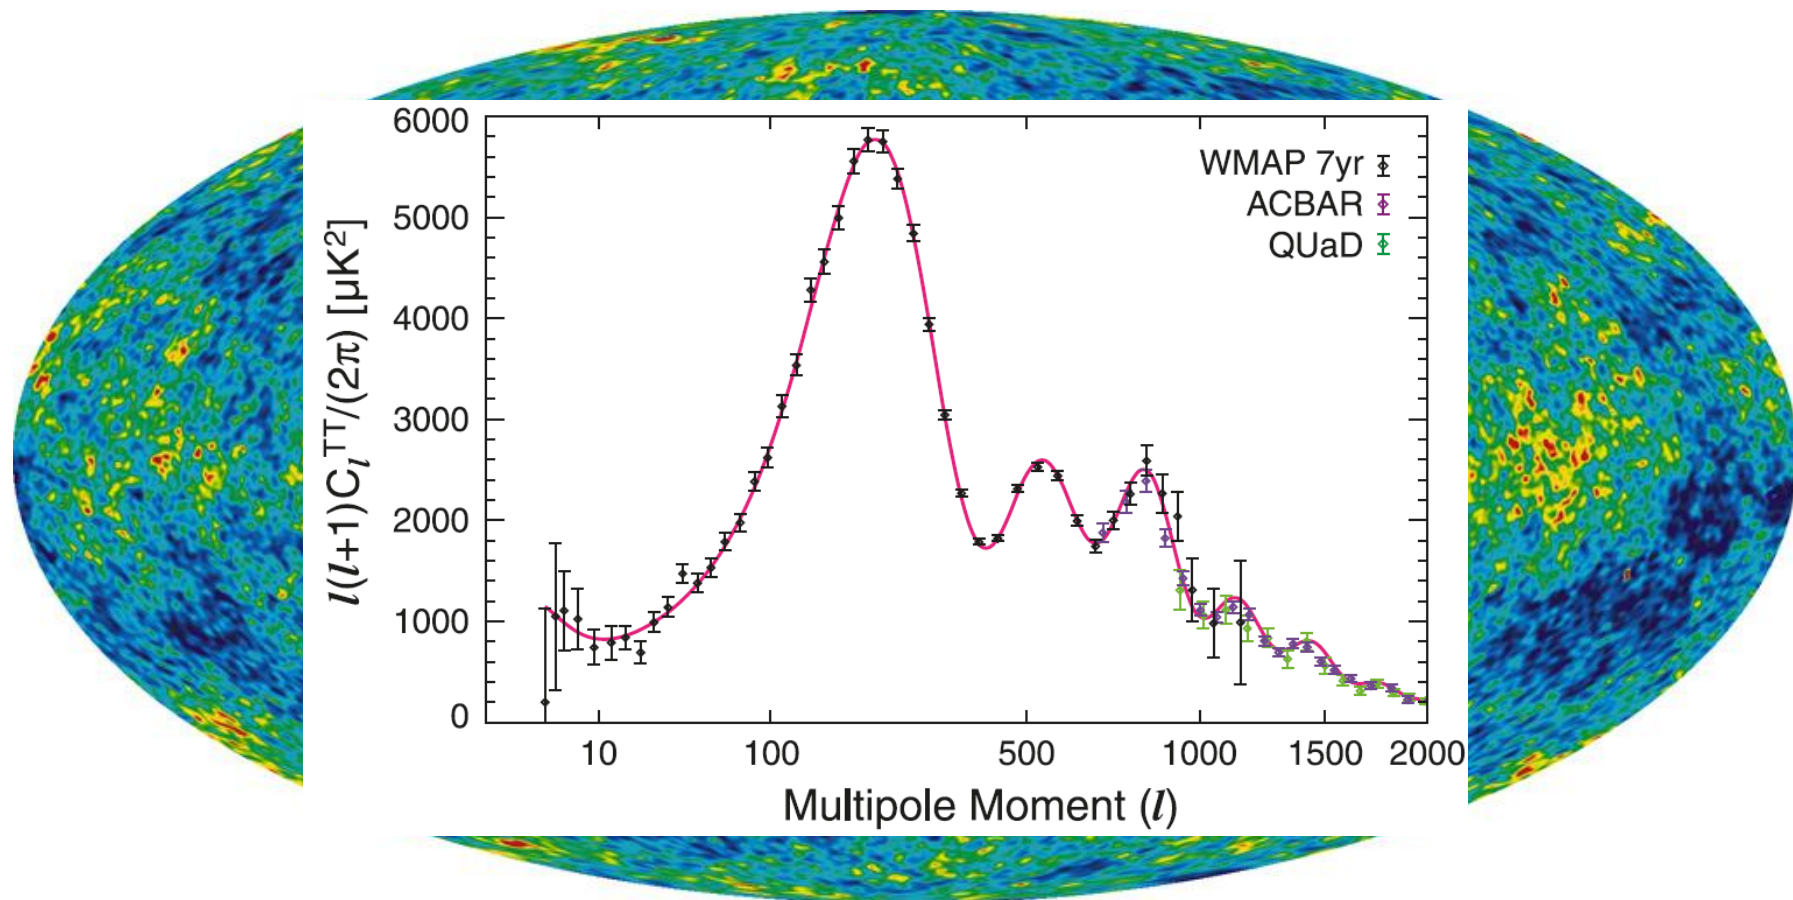 6000
5000
4000
3000
2000
1000
0
l(l+1)C_l^TT/(2π) [µK²]
WMAP 7yr
ACBAR
QUaD
10 100 500 1000 1500 2000
Multipole Moment (l)